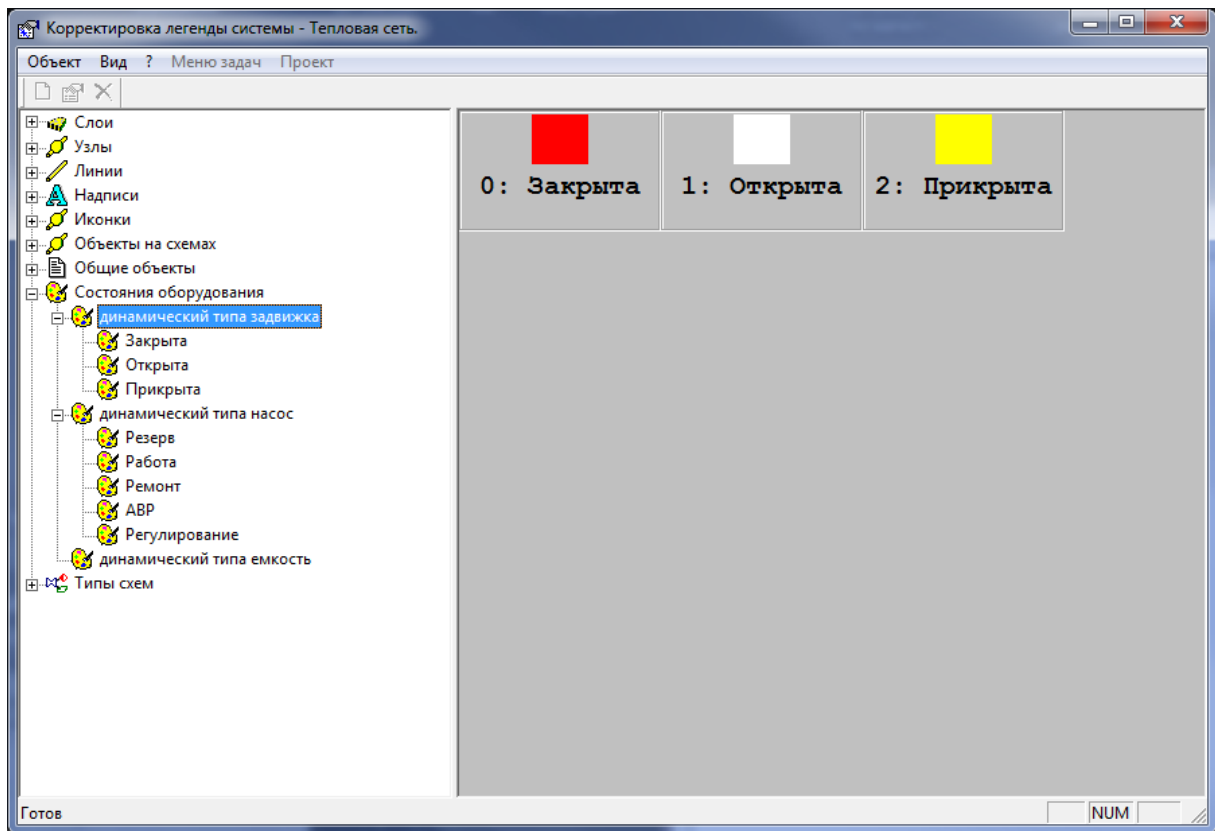 Корректировка легенды системы - Тепловая сеть.
Объект Вид ? Меню задач Проект
Слои
Узлы
Линии
Надписи
Иконки
Объекты на схемах
Общие объекты
Состояния оборудования
динамический типа задвижка
Закрыта
Открыта
Прикрыта
динамический типа насос
Резерв
Работа
Ремонт
АВР
Регулирование
динамический типа емкость
Типы схем
0: Закрыта 1: Открыта 2: Прикрыта
Готов NUM